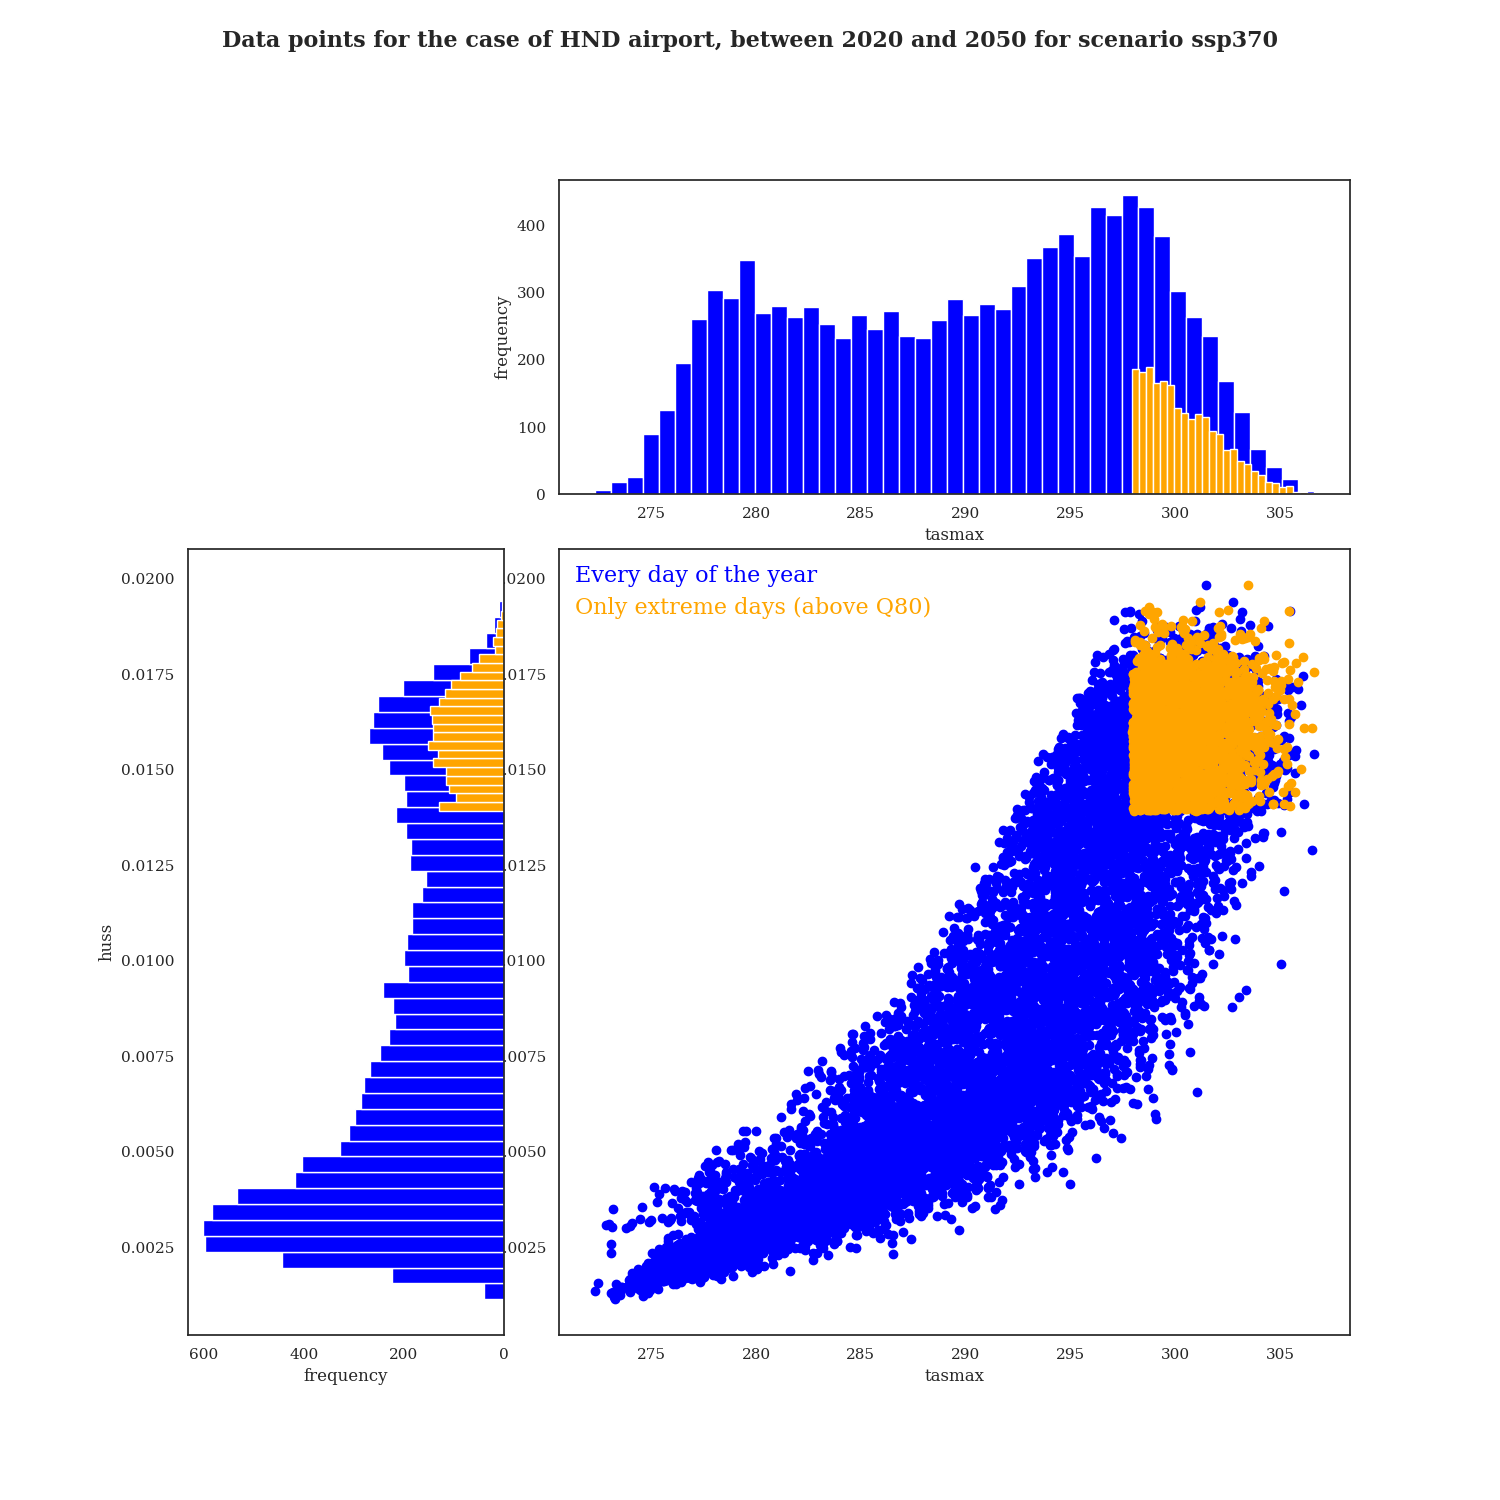 Data points for the case of HND airport, between 2020 and 2050 for scenario ssp370
frequency
400
300
200
100
0
275 280 285 290 295 300 305
tasmax
huss
0.0200
0.0175
0.0150
0.0125
0.0100
0.0075
0.0050
0.0025
600 400 200 0
frequency
Every day of the year
Only extreme days (above Q80)
0200
.0175
.0150
.0125
0100
.0075
.0050
.0025
275 280 285 290 295 300 305
tasmax